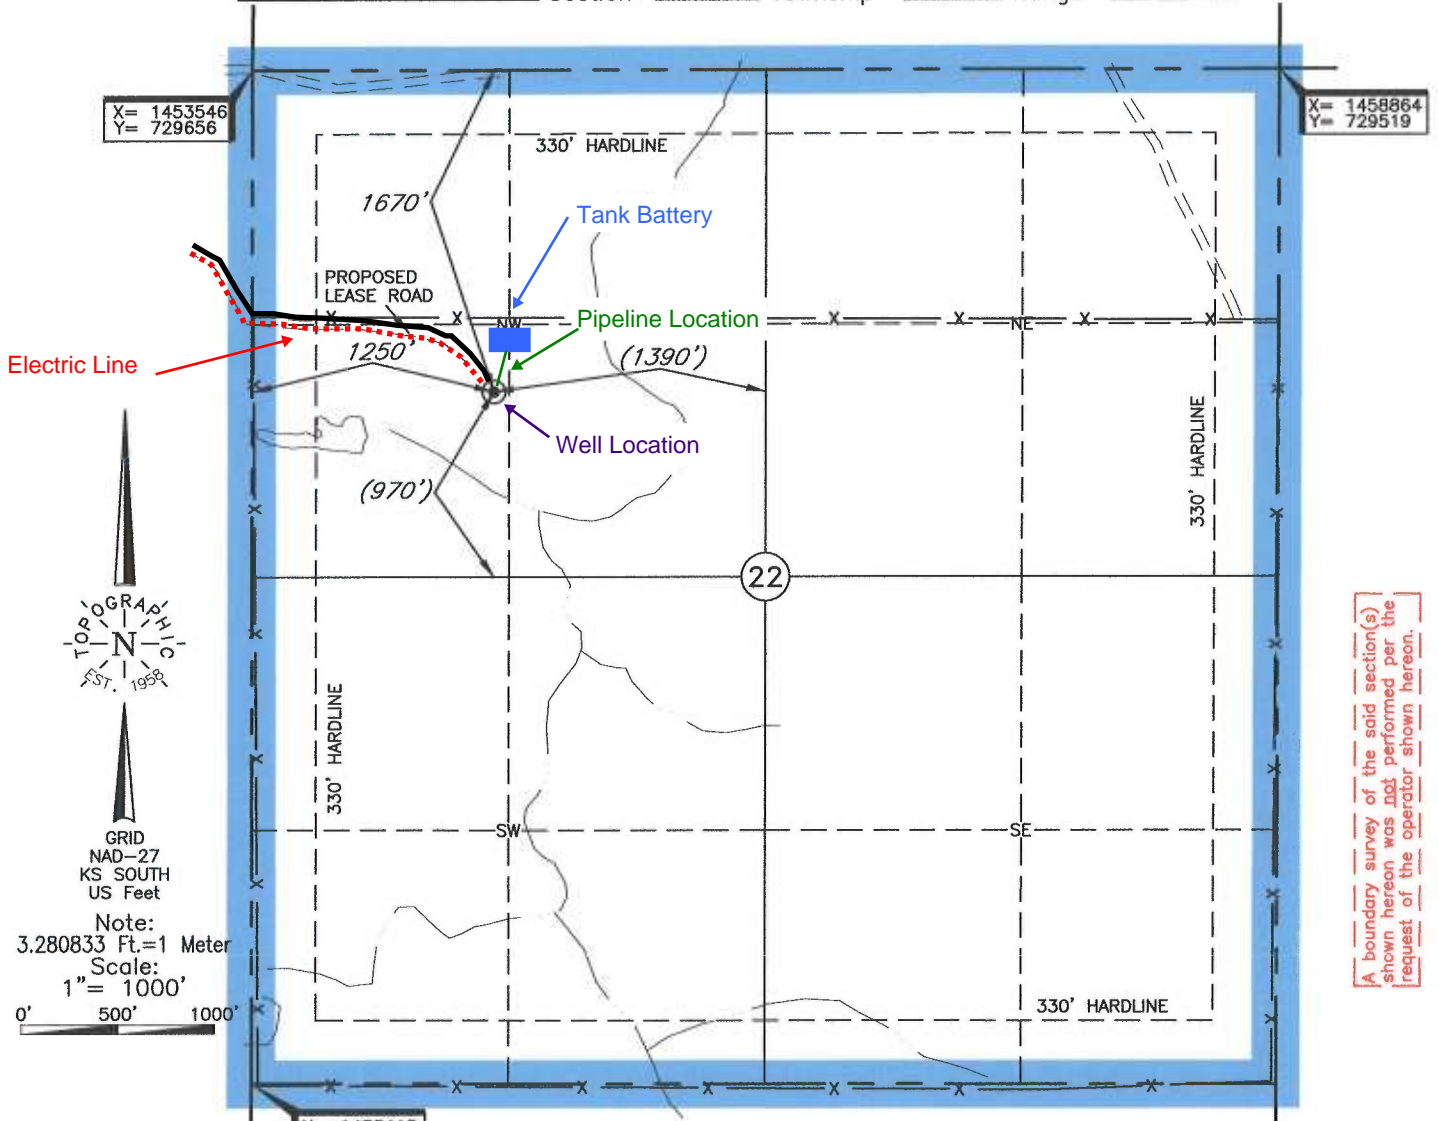 X= 1453546
Y= 729656
X= 1458864
Y= 729519
330' HARDLINE
1670'
Tank Battery
PROPOSED
LEASE ROAD
NW
NE
Pipeline Location
Electric Line
1250'
(1390')
Well Location
330' HARDLINE
(970')
22
TOPOGRAPHIC
N
EST. 1958
330' HARDLINE
SW
SE
GRID
NAD-27
KS SOUTH
US Feet
Note:
3.280833 Ft.=1 Meter
Scale:
1"= 1000'
0' 500' 1000'
330' HARDLINE
A boundary survey of the said section(s)
shown hereon was not performed per the
request of the operator shown hereon.